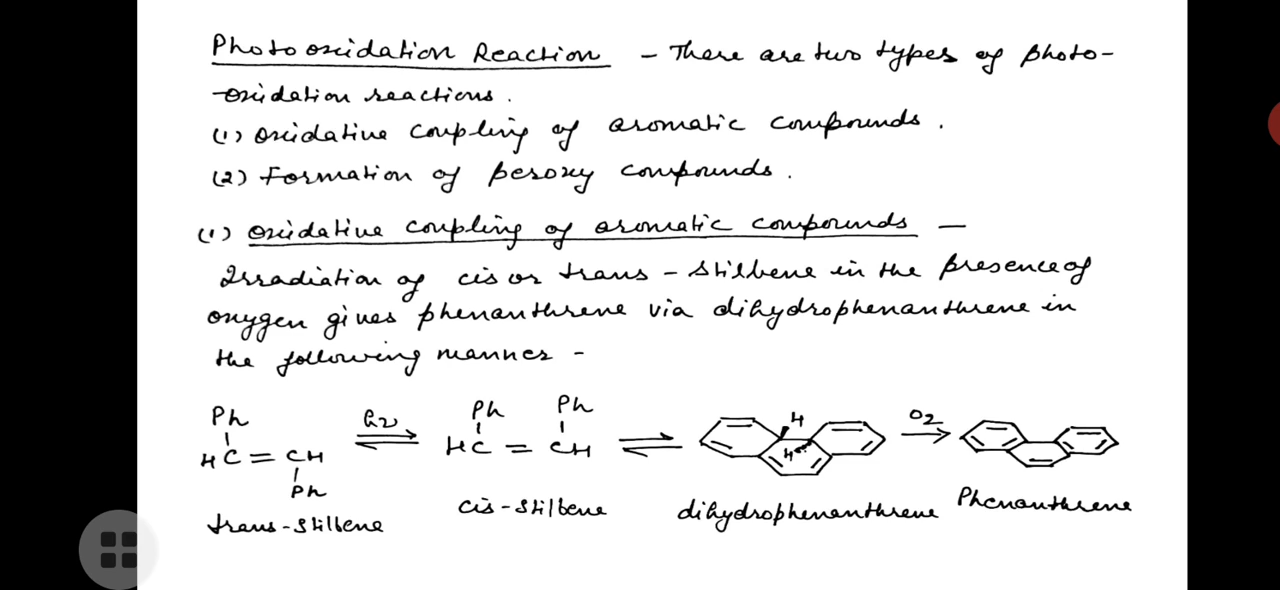 Photooxidation Reaction - There are two types of photo-
oxidation reactions.
(1) oxidative coupling of aromatic compounds.
(2) Formation of peroxy compounds.
(1) oxidative coupling of aromatic compounds -
Irradiation of cis or trans - stilbene in the presence of
oxygen gives phenanthrene via dihydrophenanthrene in
the following manner -
Ph hν Ph Ph H O2
HC = CH HC = CH H
Ph
trans-stilbene cis-stilbene dihydrophenanthrene Phenanthrene